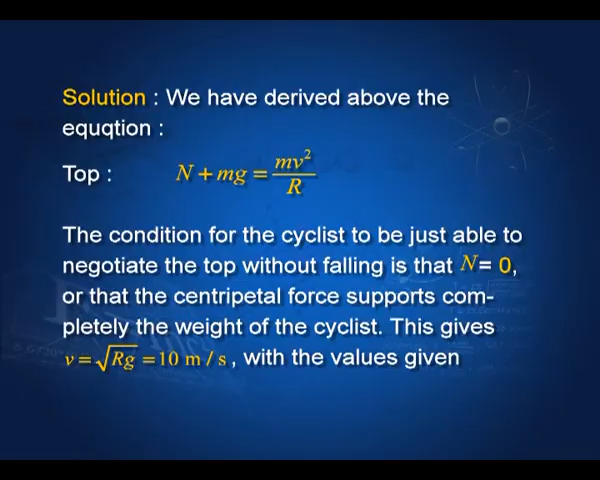 Solution : We have derived above the
equqtion :
Top : N + mg = mv²/R
The condition for the cyclist to be just able to
negotiate the top without falling is that N = 0,
or that the centripetal force supports com-
pletely the weight of the cyclist. This gives
v = √Rg = 10 m / s , with the values given